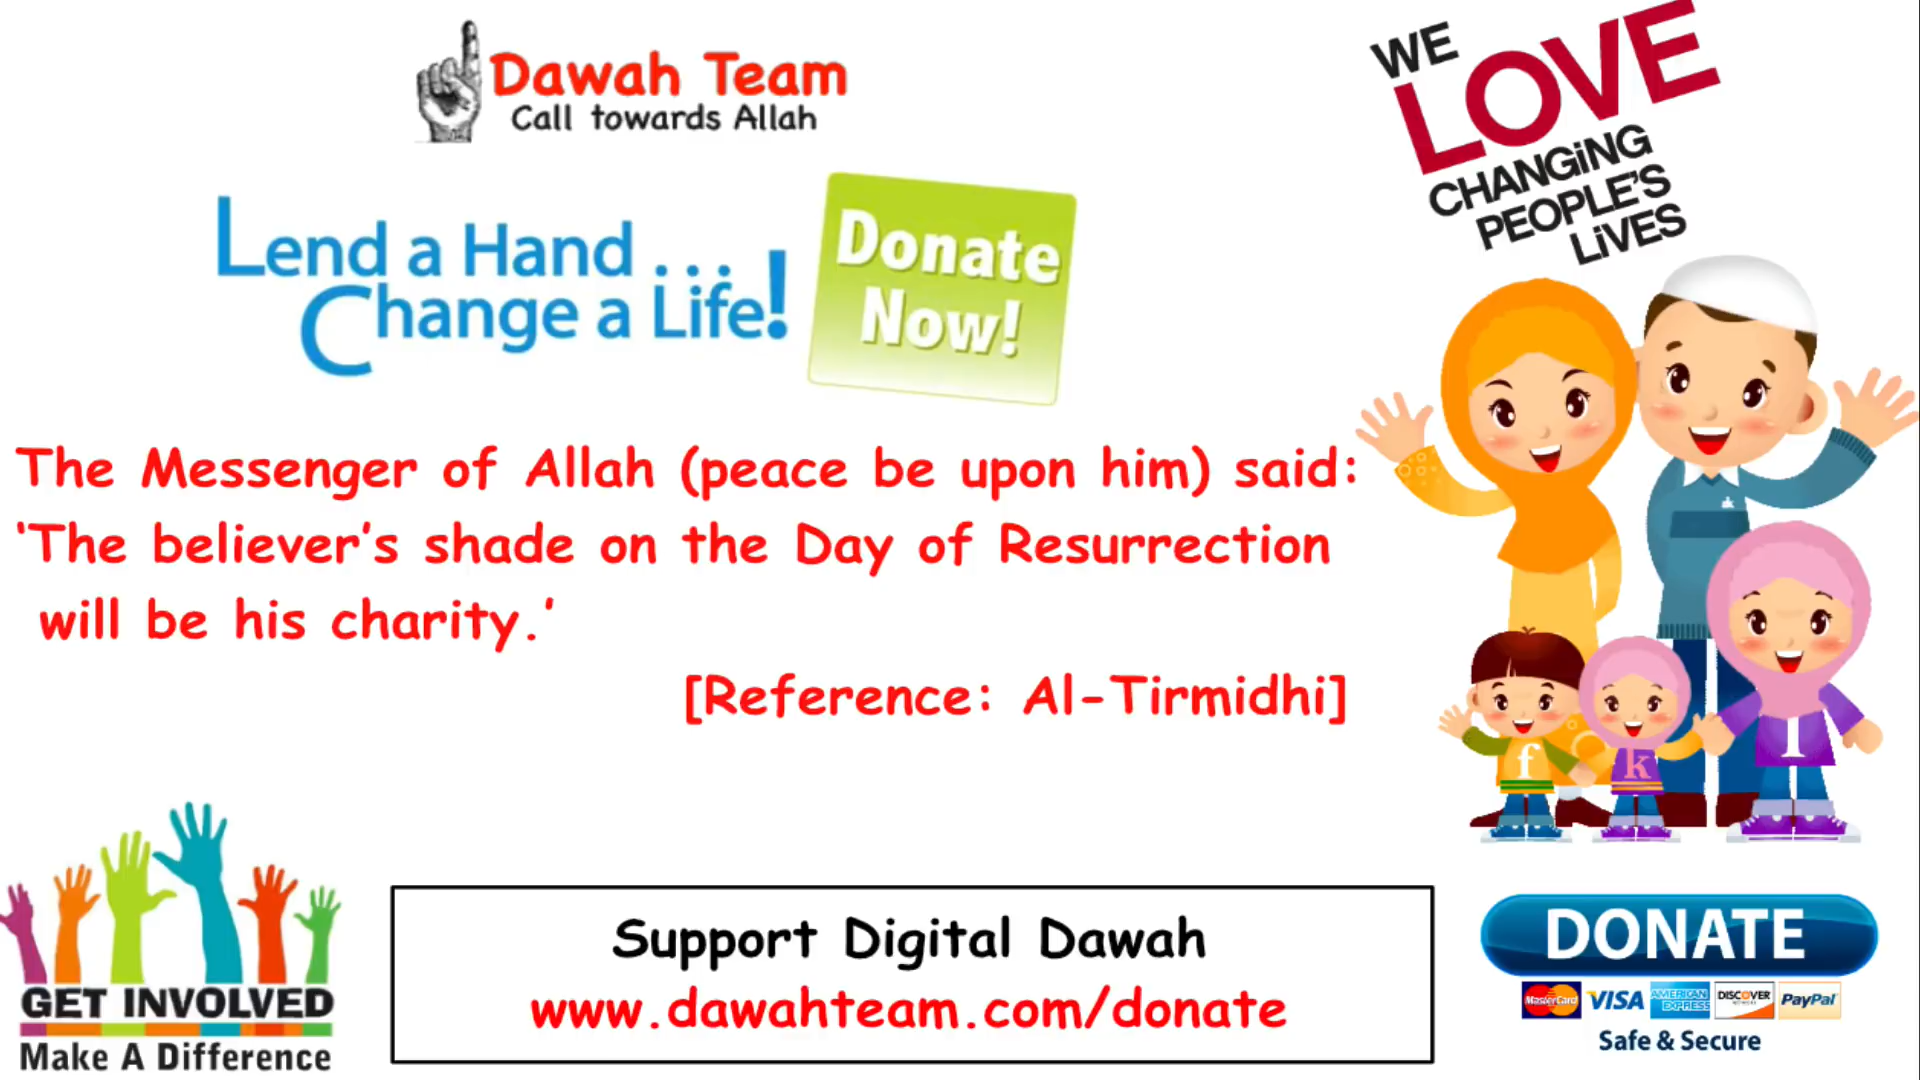 Dawah Team
Call towards Allah
WE
LOVE
CHANGiNG
PEOPLE'S
LiVES
Lend a Hand ...
Change a Life!
Donate
Now!
The Messenger of Allah (peace be upon him) said:
‘The believer’s shade on the Day of Resurrection
will be his charity.’
[Reference: Al-Tirmidhi]
f
k
l
GET INVOLVED
Make A Difference
Support Digital Dawah
www.dawahteam.com/donate
DONATE
MasterCard VISA AMERICAN EXPRESS DISCOVER PayPal
Safe & Secure